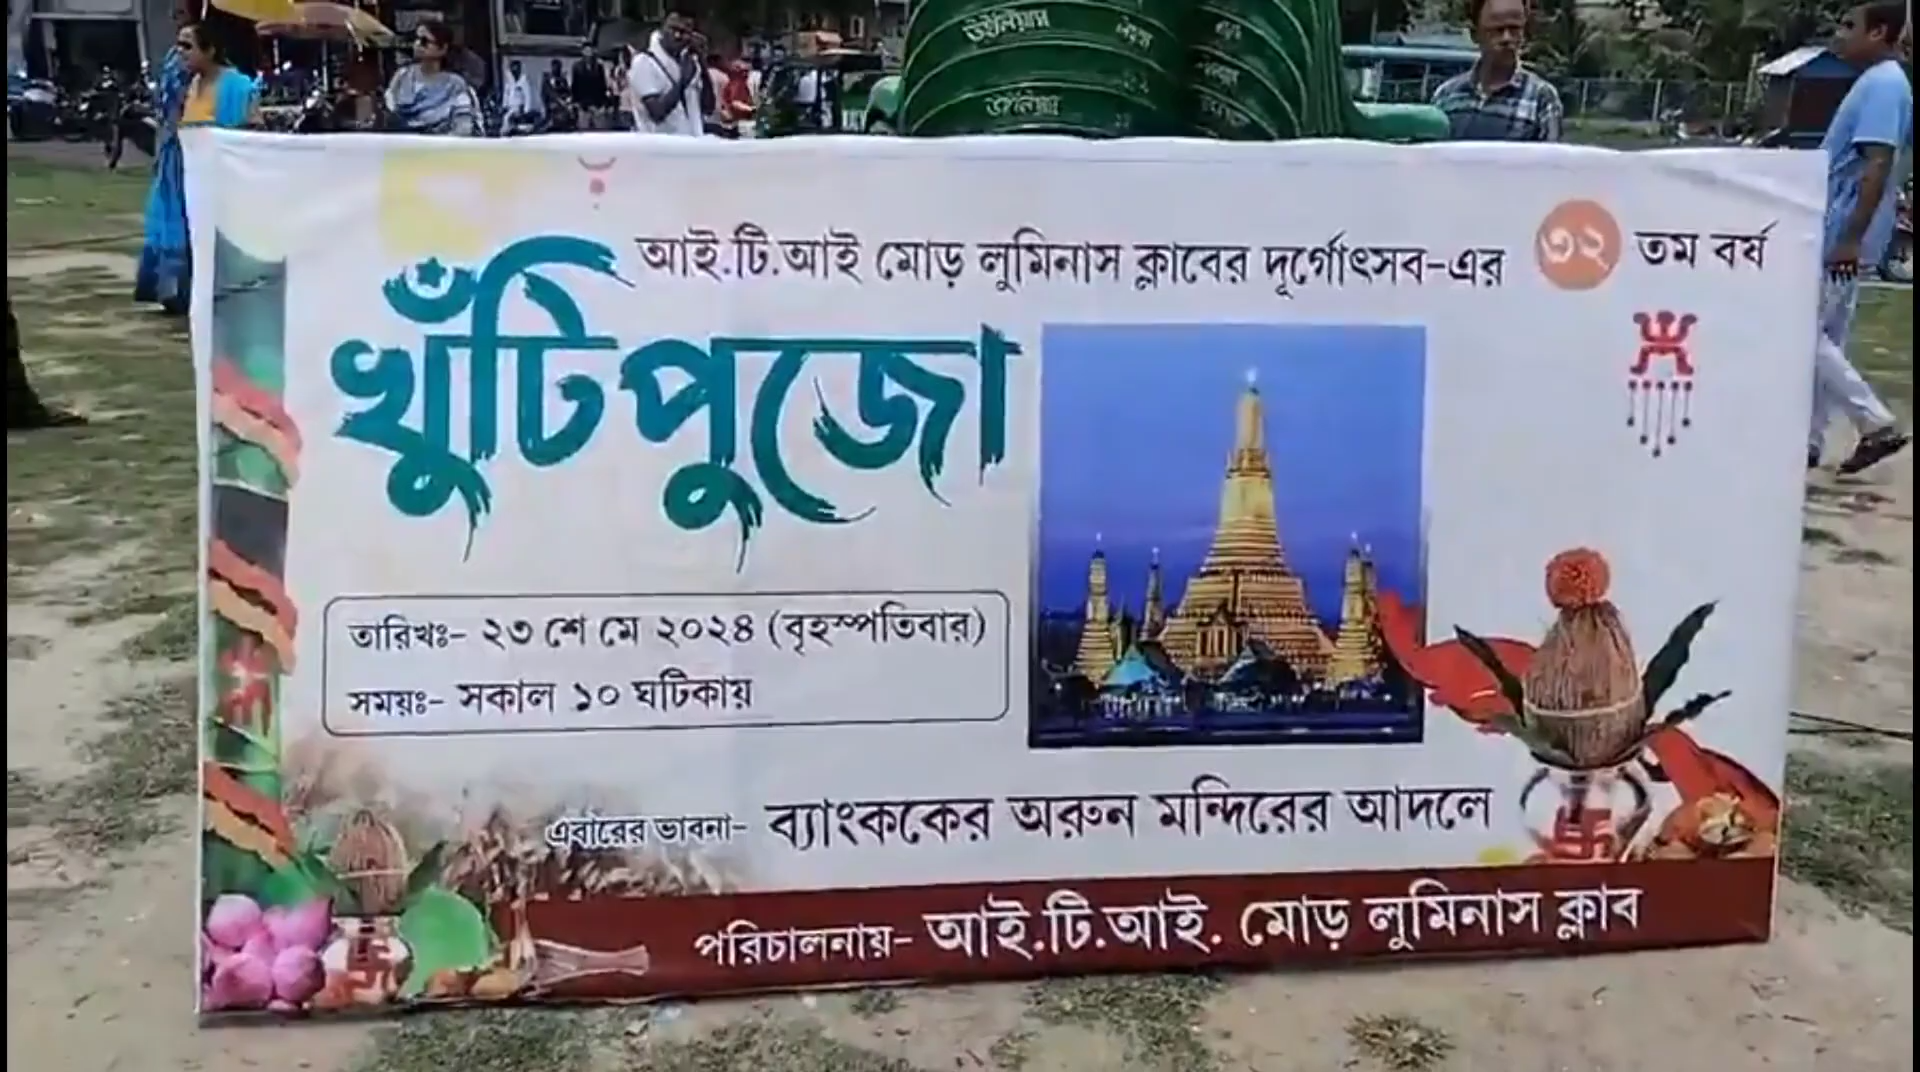 আই.টি.আই মোড় লুমিনাস ক্লাবের দূর্গোৎসব-এর ৩২ তম বর্ষ
খুঁটিপুজো
তারিখঃ- ২৩ শে মে ২০২৪ (বৃহস্পতিবার)
সময়ঃ- সকাল ১০ ঘটিকায়
এবারের ভাবনা- ব্যাংককের অরুন মন্দিরের আদলে
পরিচালনায়- আই.টি.আই. মোড় লুমিনাস ক্লাব